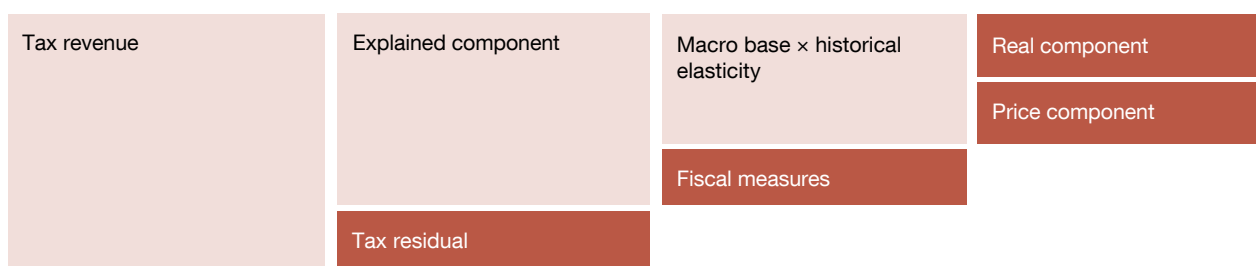 Tax revenue
Explained component
Macro base × historical
elasticity
Real component
Price component
Fiscal measures
Tax residual